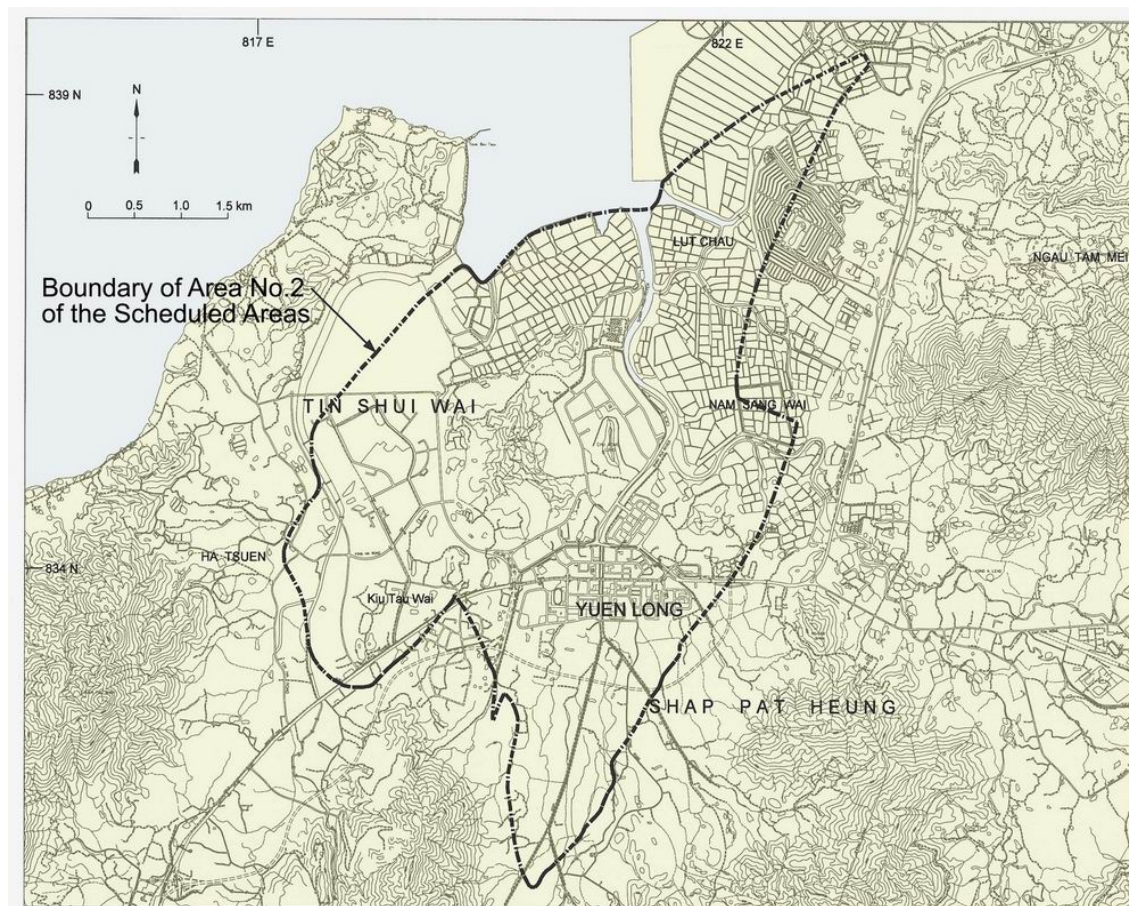 817 E
822 E
839 N
N
0 0.5 1.0 1.5 km
LUT CHAU
NGAU TAM MEI
Boundary of Area No.2
of the Scheduled Areas
TIN SHUI WAI
NAM SANG WAI
HA TSUEN
834 N
Kiu Tau Wai
YUEN LONG
SHAP PAT HEUNG